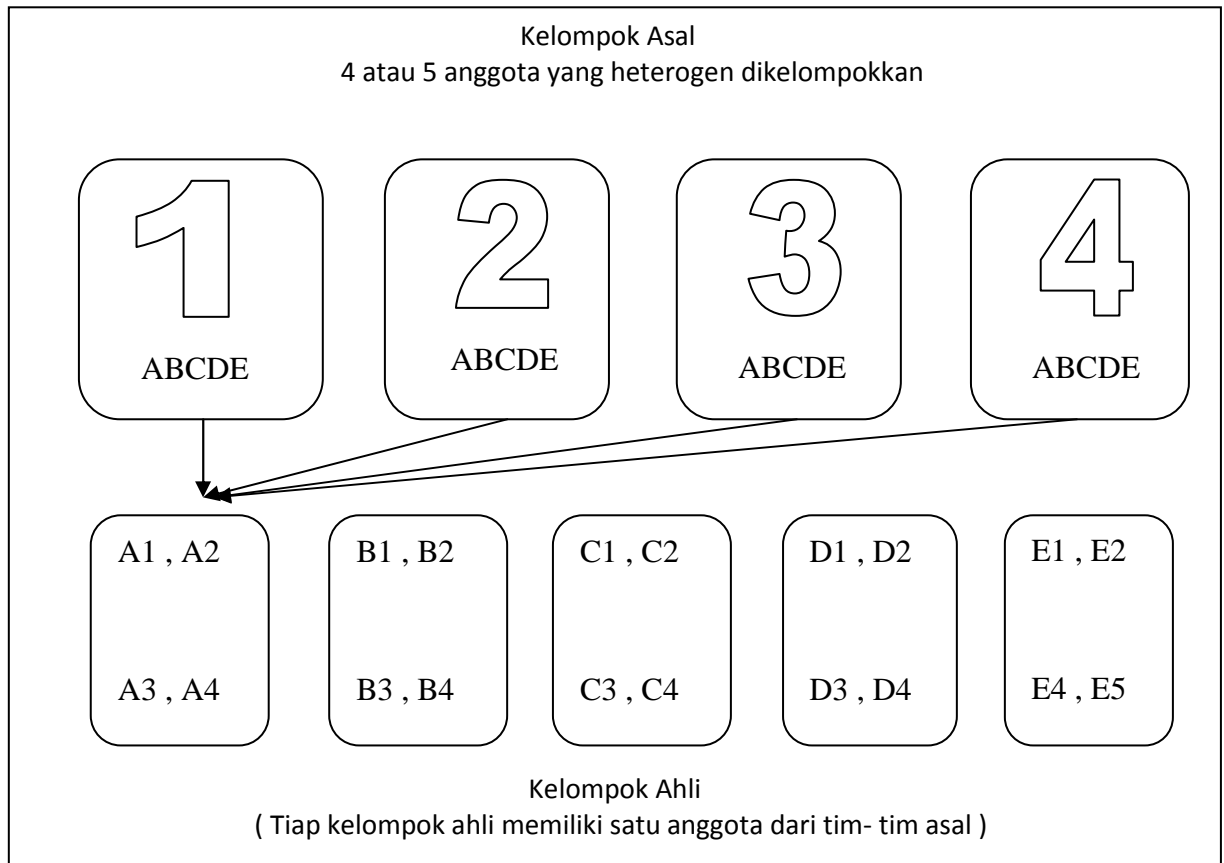 Kelompok Asal
4 atau 5 anggota yang heterogen dikelompokkan
1 2 3 4
ABCDE ABCDE ABCDE ABCDE
A1 , A2 B1 , B2 C1 , C2 D1 , D2 E1 , E2
A3 , A4 B3 , B4 C3 , C4 D3 , D4 E4 , E5
Kelompok Ahli
( Tiap kelompok ahli memiliki satu anggota dari tim- tim asal )